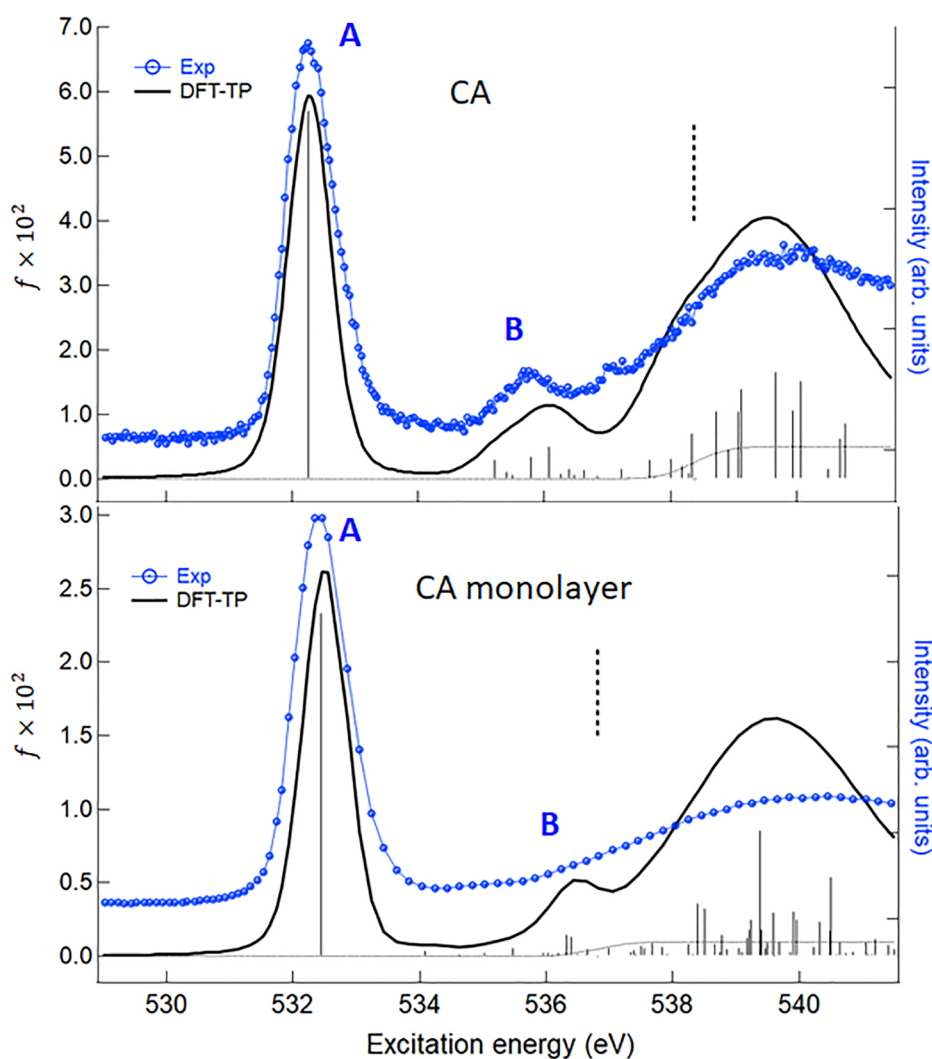 7.0
6.0
5.0
4.0
3.0
2.0
1.0
0.0
f × 10²
A
Exp
DFT-TP
CA
B
Intensity (arb. units)
3.0
2.5
2.0
1.5
1.0
0.5
0.0
f × 10²
A
Exp
DFT-TP
CA monolayer
B
Intensity (arb. units)
530 532 534 536 538 540
Excitation energy (eV)